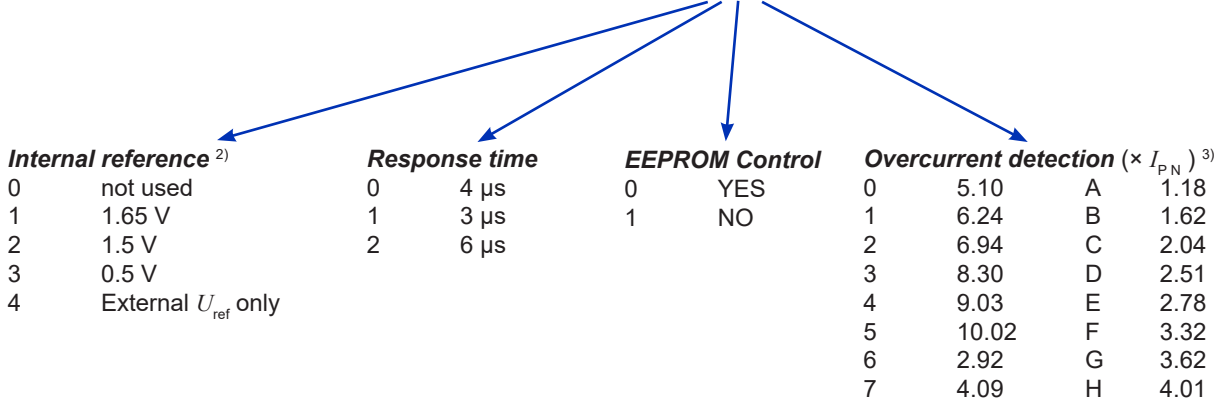 Internal reference 2) Response time EEPROM Control Overcurrent detection (× I_PN) 3)
0 not used 0 4 µs 0 YES 0 5.10 A 1.18
1 1.65 V 1 3 µs 1 NO 1 6.24 B 1.62
2 1.5 V 2 6 µs 2 6.94 C 2.04
3 0.5 V 3 8.30 D 2.51
4 External U_ref only 4 9.03 E 2.78
5 10.02 F 3.32
6 2.92 G 3.62
7 4.09 H 4.01